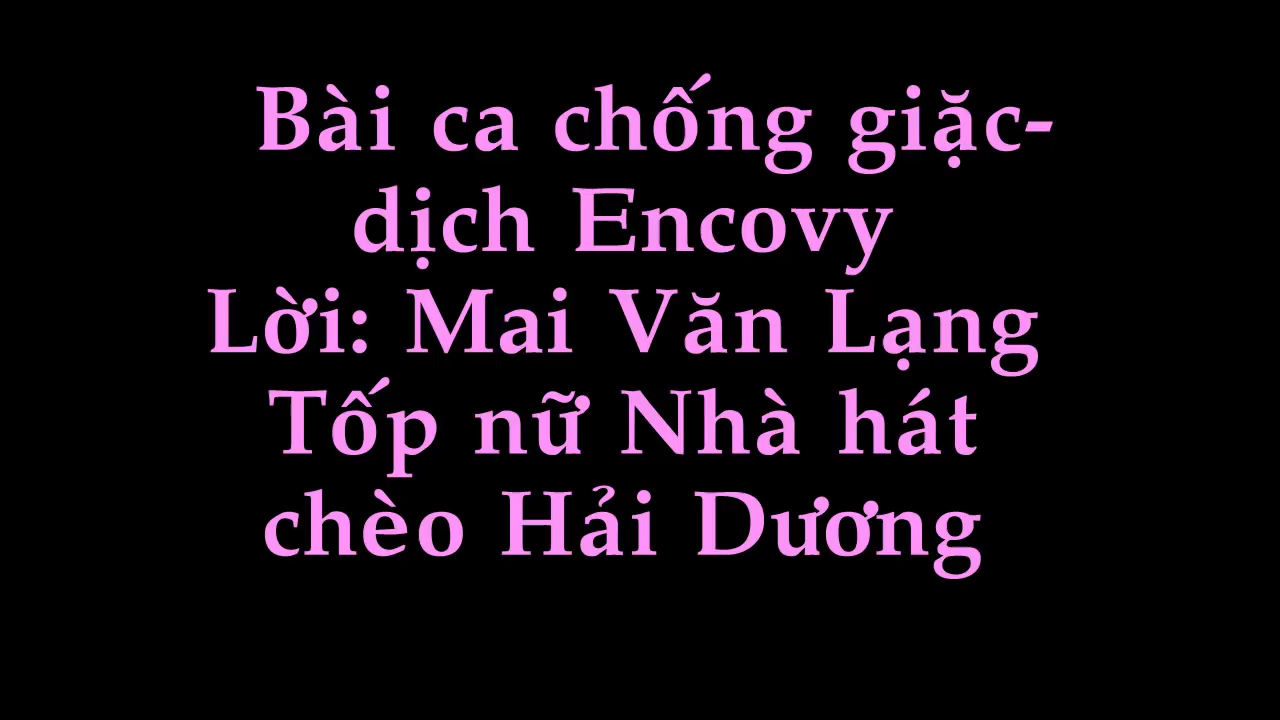 Bài ca chống giặc-
dịch Encovy
Lời: Mai Văn Lạng
Tốp nữ Nhà hát
chèo Hải Dương